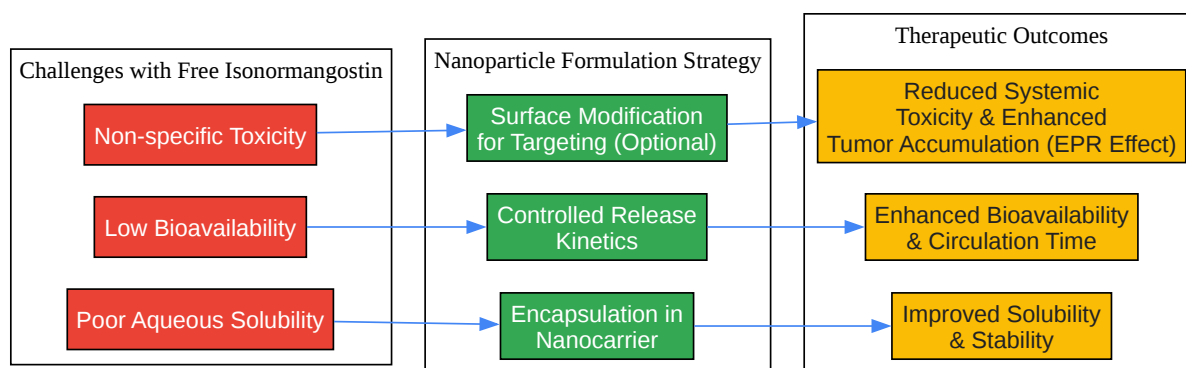 Challenges with Free Isonormangostin
Non-specific Toxicity
Low Bioavailability
Poor Aqueous Solubility
Nanoparticle Formulation Strategy
Surface Modification
for Targeting (Optional)
Controlled Release
Kinetics
Encapsulation in
Nanocarrier
Therapeutic Outcomes
Reduced Systemic
Toxicity & Enhanced
Tumor Accumulation (EPR Effect)
Enhanced Bioavailability
& Circulation Time
Improved Solubility
& Stability